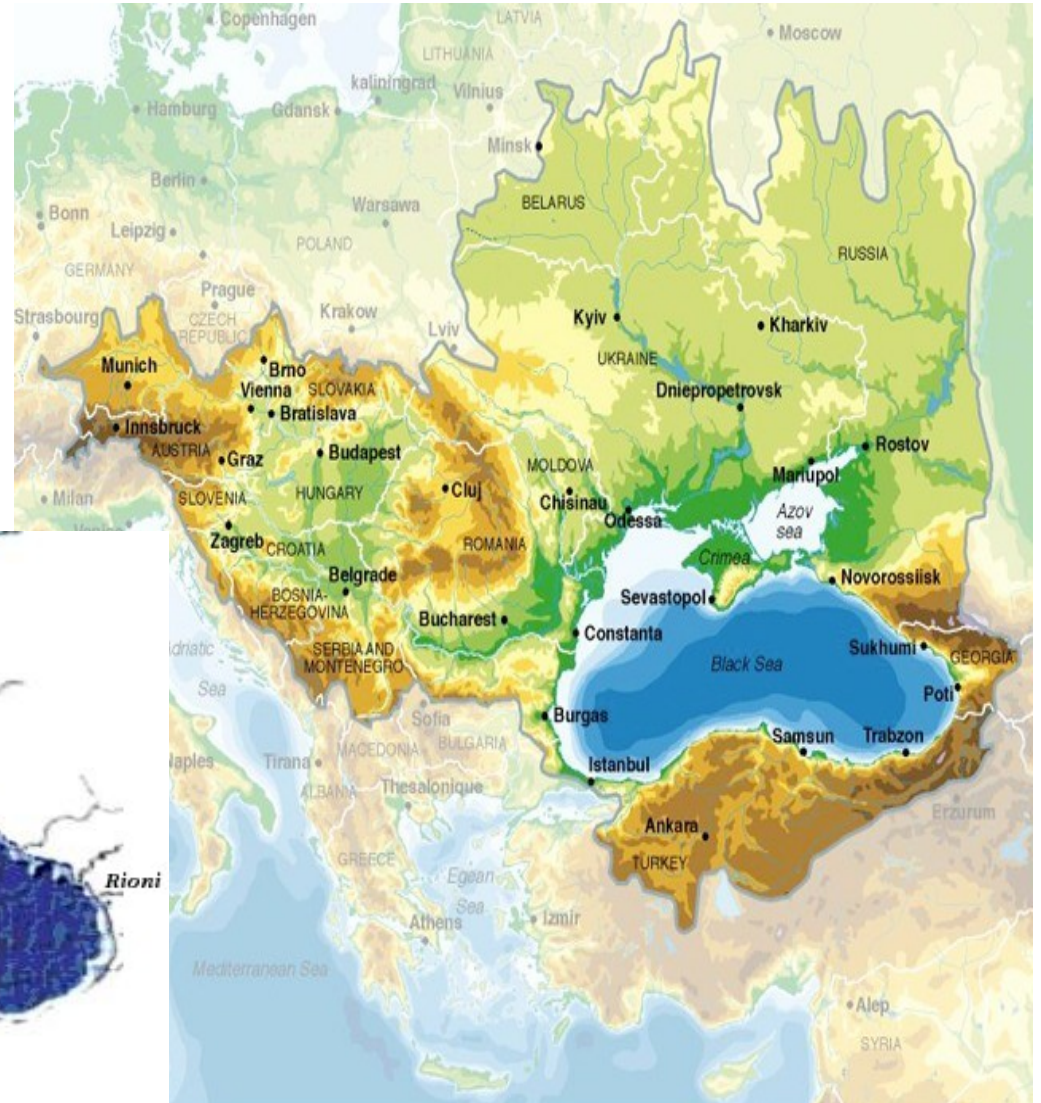 Copenhagen
LATVIA
Moscow
LITHUANIA
kaliningrad
Vilnius
Hamburg
Gdansk
Minsk
Berlin
BELARUS
Bonn
Warsawa
Leipzig
POLAND
RUSSIA
GERMANY
Prague
Strasbourg
CZECH
REPUBLIC
Krakow
Kyiv
Kharkiv
Lviv
UKRAINE
Munich
Brno
Vienna
SLOVAKIA
Dniepropetrovsk
Bratislava
Innsbruck
AUSTRIA
Graz
Budapest
Rostov
MOLDOVA
Mariupol
Milan
SLOVENIA
HUNGARY
Cluj
Chisinau
Odessa
Azov
sea
Zagreb
CROATIA
ROMANIA
Crimea
Belgrade
Novorossiisk
BOSNIA-
HERZEGOVINA
Sevastopol
Bucharest
Constanta
Sukhumi
GEORGIA
Adriatic
Sea
SERBIA AND
MONTENEGRO
Black Sea
Poti
Burgas
Sofia
Samsun
Trabzon
MACEDONIA
BULGARIA
Naples
Tirana
Istanbul
ALBANIA
Thesalonique
Erzurum
Ankara
TURKEY
GREECE
Egean
Sea
Rioni
Izmir
Athens
Mediterranean Sea
Alep
SYRIA